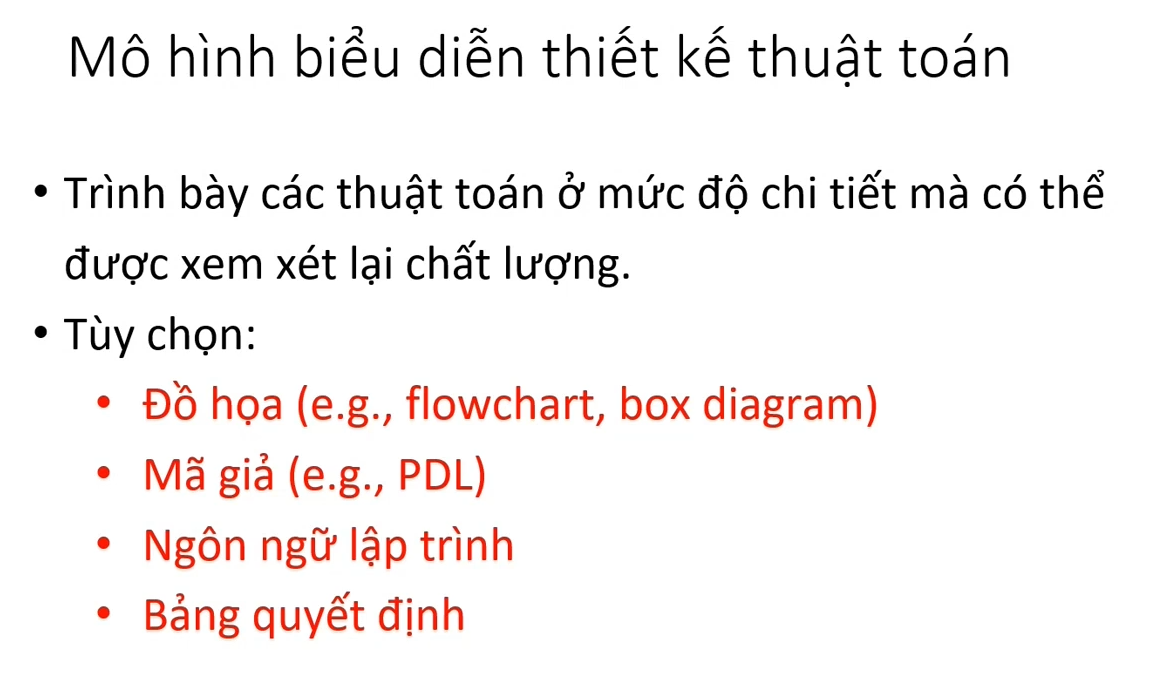 Mô hình biểu diễn thiết kế thuật toán
• Trình bày các thuật toán ở mức độ chi tiết mà có thể
được xem xét lại chất lượng.
• Tùy chọn:
• Đồ họa (e.g., flowchart, box diagram)
• Mã giả (e.g., PDL)
• Ngôn ngữ lập trình
• Bảng quyết định